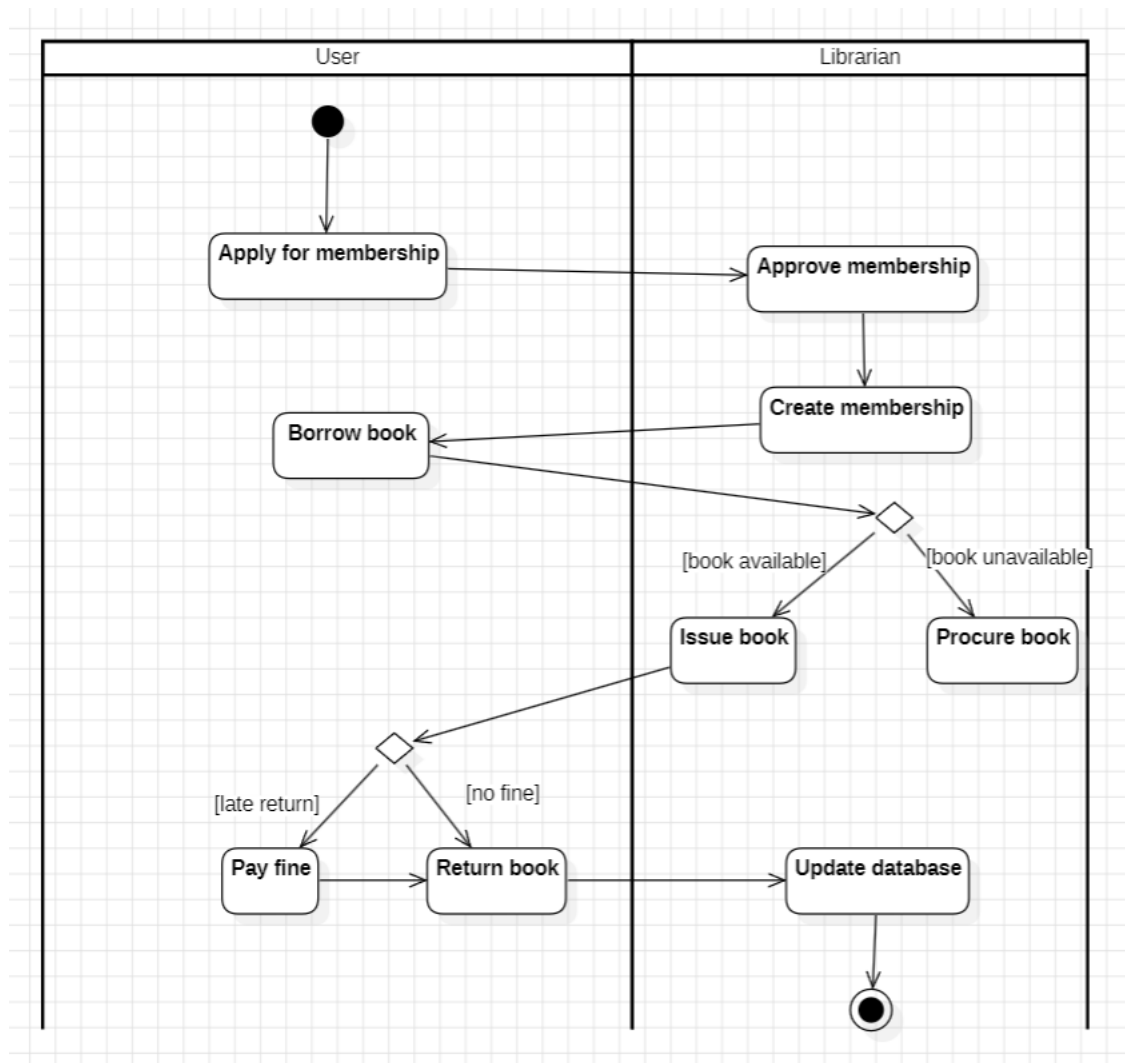 User
Librarian
Apply for membership
Approve membership
Create membership
Borrow book
[book available]
[book unavailable]
Issue book
Procure book
[late return]
[no fine]
Pay fine
Return book
Update database